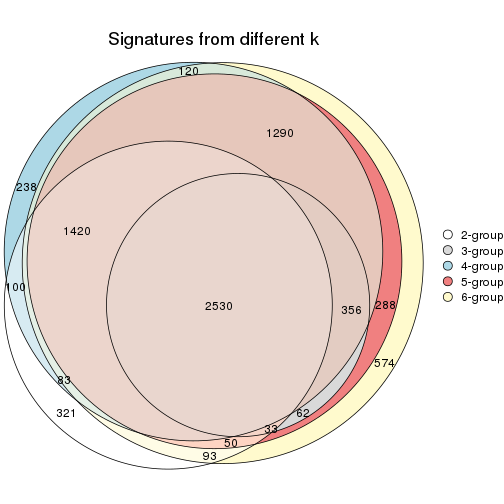 Signatures from different k
120
1290
238
1420
100
2530
356
288
574
83
321
62
33
50
93
2-group
3-group
4-group
5-group
6-group